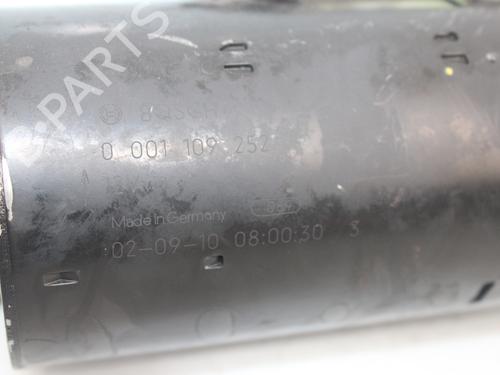 B-PARTS
BOSCH
0 001 109 252
Made in Germany
:02-09-10 08:00:30 3